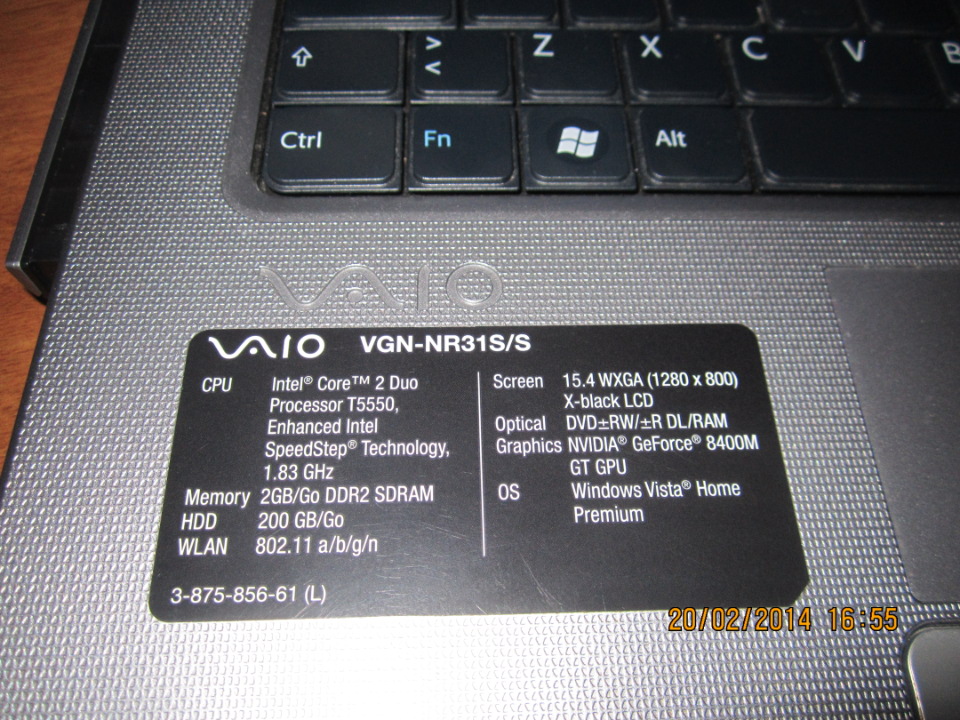 > Z X C V B
<
Ctrl Fn Alt
VAIO
VAIO VGN-NR31S/S
CPU Intel® Core™ 2 Duo
Processor T5550,
Enhanced Intel
SpeedStep® Technology,
1.83 GHz
Memory 2GB/Go DDR2 SDRAM
HDD 200 GB/Go
WLAN 802.11 a/b/g/n
3-875-856-61 (L)
Screen 15.4 WXGA (1280 x 800)
X-black LCD
Optical DVD±RW/±R DL/RAM
Graphics NVIDIA® GeForce® 8400M
GT GPU
OS Windows Vista® Home
Premium
20/02/2014 16:55